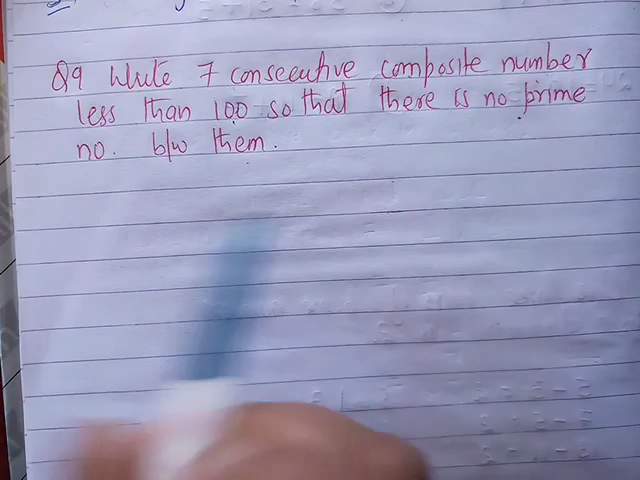 Q9 Write 7 consecutive composite number
less than 100 so that there is no prime
no. b/w them.